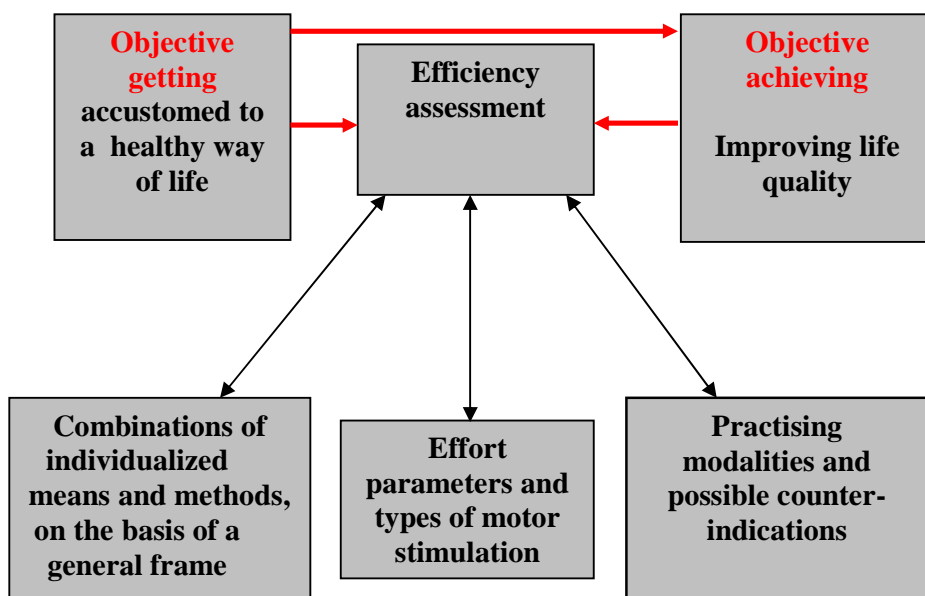 Objective
getting
accustomed to
a healthy way
of life
Efficiency
assessment
Objective
achieving
Improving life
quality
Combinations of
individualized
means and methods,
on the basis of a
general frame
Effort
parameters and
types of motor
stimulation
Practising
modalities and
possible counter-
indications